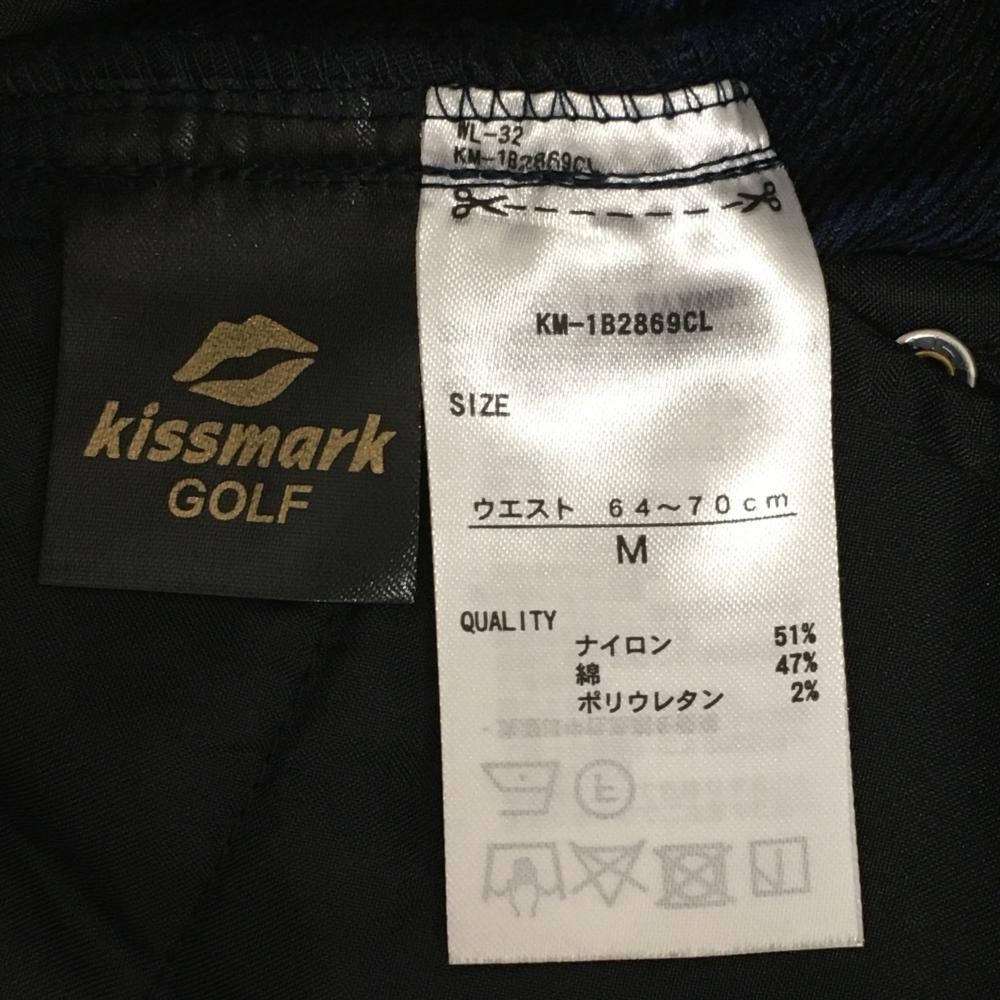 WL-32
KM-1B2869CL
kissmark
GOLF
KM-1B2869CL
SIZE
ウエスト 64～70cm
M
QUALITY
ナイロン 51%
綿 47%
ポリウレタン 2%